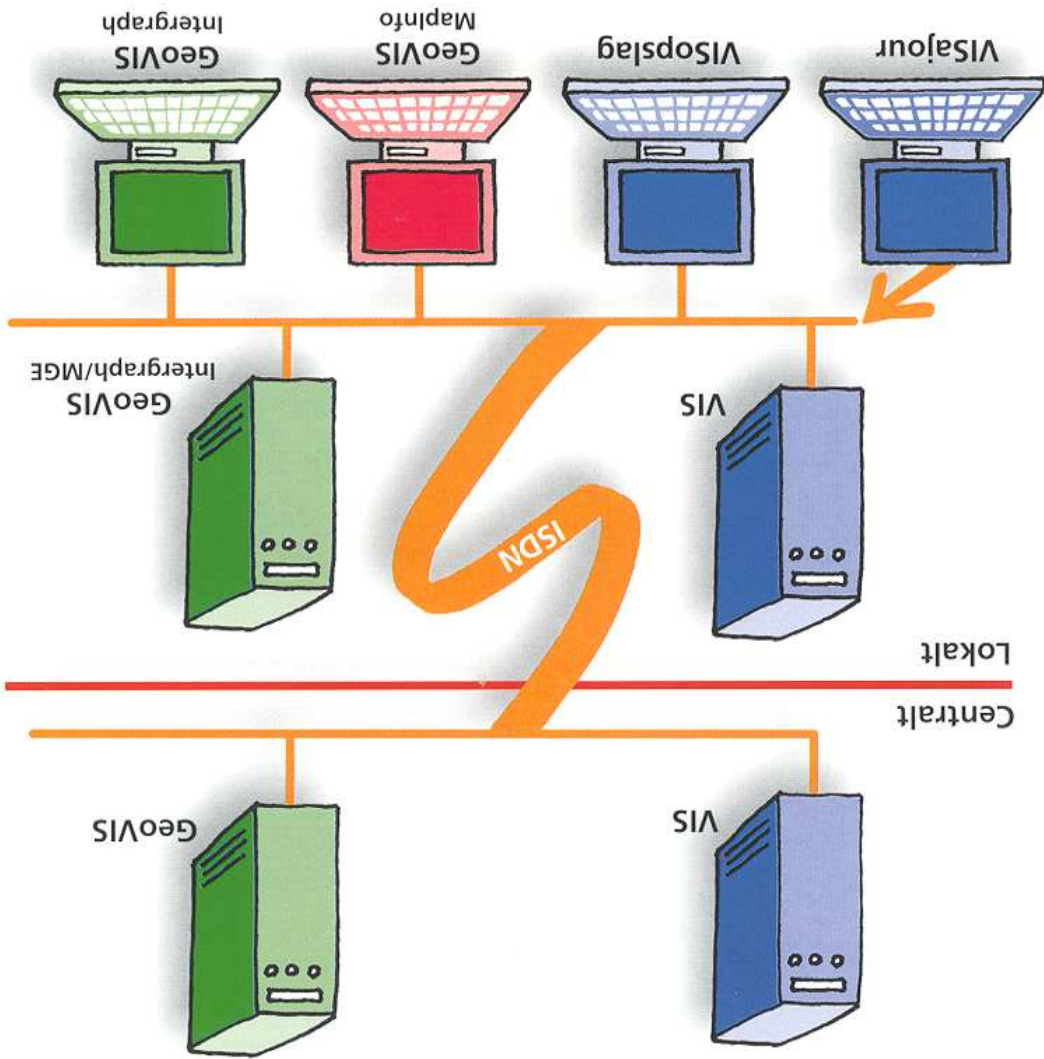 VIS
GeoVIS
Centralt
Lokalt
ISDN
VIS
GeoVIS
Intergraph/MGE
VISajour
VISopslag
GeoVIS
MapInfo
GeoVIS
Intergraph